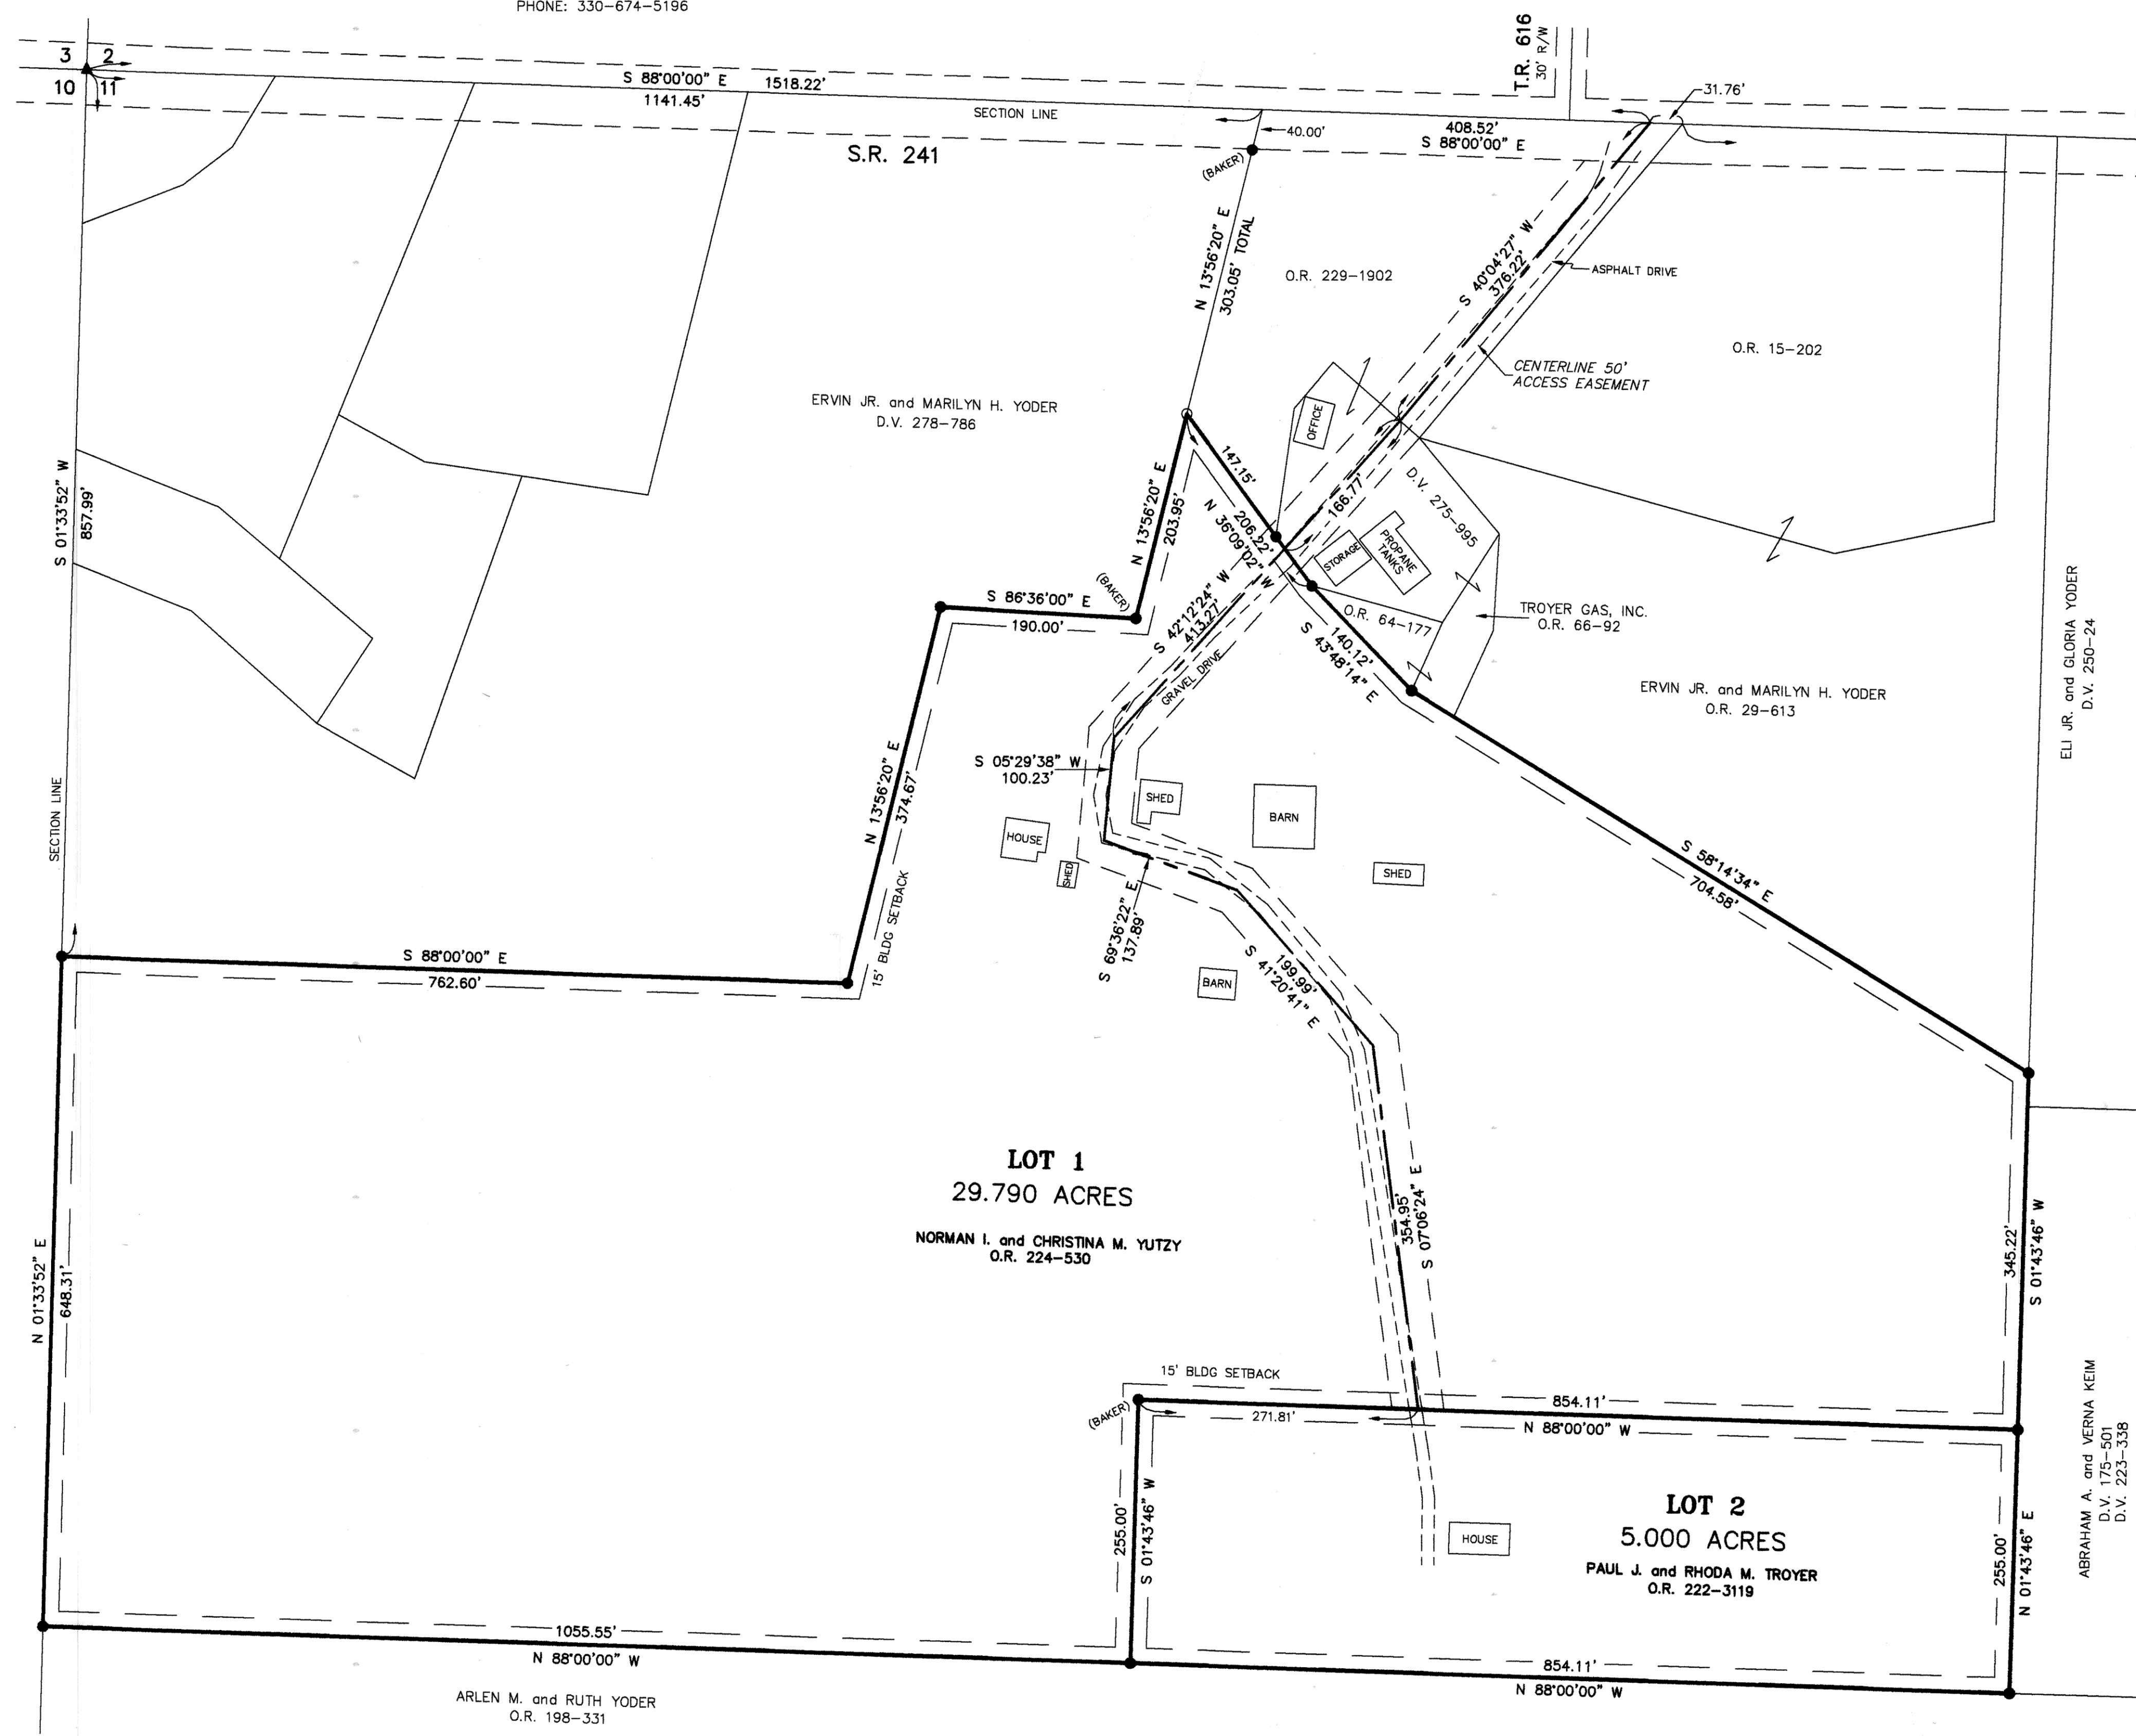 PHONE: 330-674-5196
T.R. 616
30' R/W
3 2
10 11
S 88°00'00" E 1518.22'
1141.45'
SECTION LINE
31.76'
40.00'
408.52'
S 88°00'00" E
S.R. 241
(BAKER)
N 13°56'20" E
303.05' TOTAL
O.R. 229-1902
S 40°04'27" W
376.22'
ASPHALT DRIVE
O.R. 15-202
CENTERLINE 50'
ACCESS EASEMENT
ERVIN JR. and MARILYN H. YODER
D.V. 278-786
OFFICE
147.15'
166.77'
D.V. 275-995
S 01°33'52" W
857.99'
N 13°56'20" E
203.95'
206.22'
N 36°09'02" W
STORAGE
PROPANE
TANKS
(BAKER)
S 86°36'00" E
190.00'
S 42°12'24" W
413.27'
GRAVEL DRIVE
O.R. 64-177
140.12'
S 43°48'14" E
TROYER GAS, INC.
O.R. 66-92
ELI JR. and GLORIA YODER
D.V. 250-24
ERVIN JR. and MARILYN H. YODER
O.R. 29-613
SECTION LINE
N 13°56'20" E
374.67'
15' BLDG SETBACK
S 05°29'38" W
100.23'
SHED
BARN
HOUSE
SHED
SHED
S 58°14'34" E
704.58'
S 69°36'22" E
137.89'
S 88°00'00" E
762.60'
199.99'
S 41°20'41" E
BARN
LOT 1
29.790 ACRES
NORMAN I. and CHRISTINA M. YUTZY
O.R. 224-530
354.95'
S 07°06'24" E
N 01°33'52" E
648.31'
345.22'
S 01°43'46" W
15' BLDG SETBACK
(BAKER)
271.81'
854.11'
N 88°00'00" W
ABRAHAM A. and VERNA KEIM
D.V. 175-501
D.V. 223-338
255.00'
S 01°43'46" W
HOUSE
LOT 2
5.000 ACRES
PAUL J. and RHODA M. TROYER
O.R. 222-3119
255.00'
N 01°43'46" E
1055.55'
N 88°00'00" W
854.11'
N 88°00'00" W
ARLEN M. and RUTH YODER
O.R. 198-331